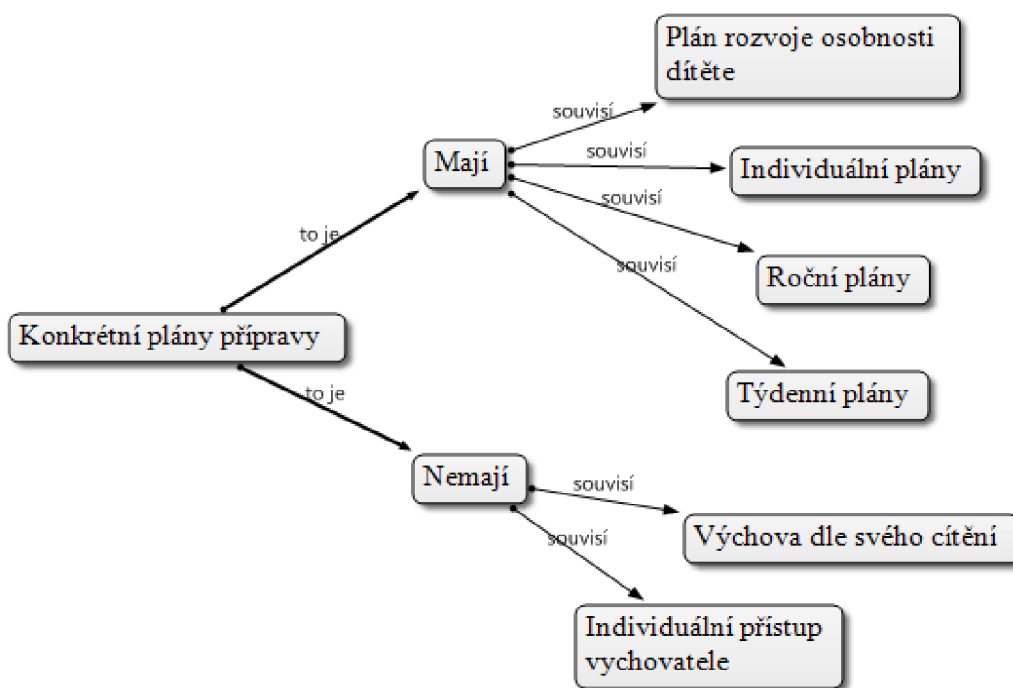 Plán rozvoje osobnosti
dítěte
souvisí
Mají
souvisí
Individuální plány
souvisí
to je
souvisí
Roční plány
Konkrétní plány přípravy
Týdenní plány
to je
Nemají
souvisí
Výchova dle svého cítění
souvisí
Individuální přístup
vychovatele